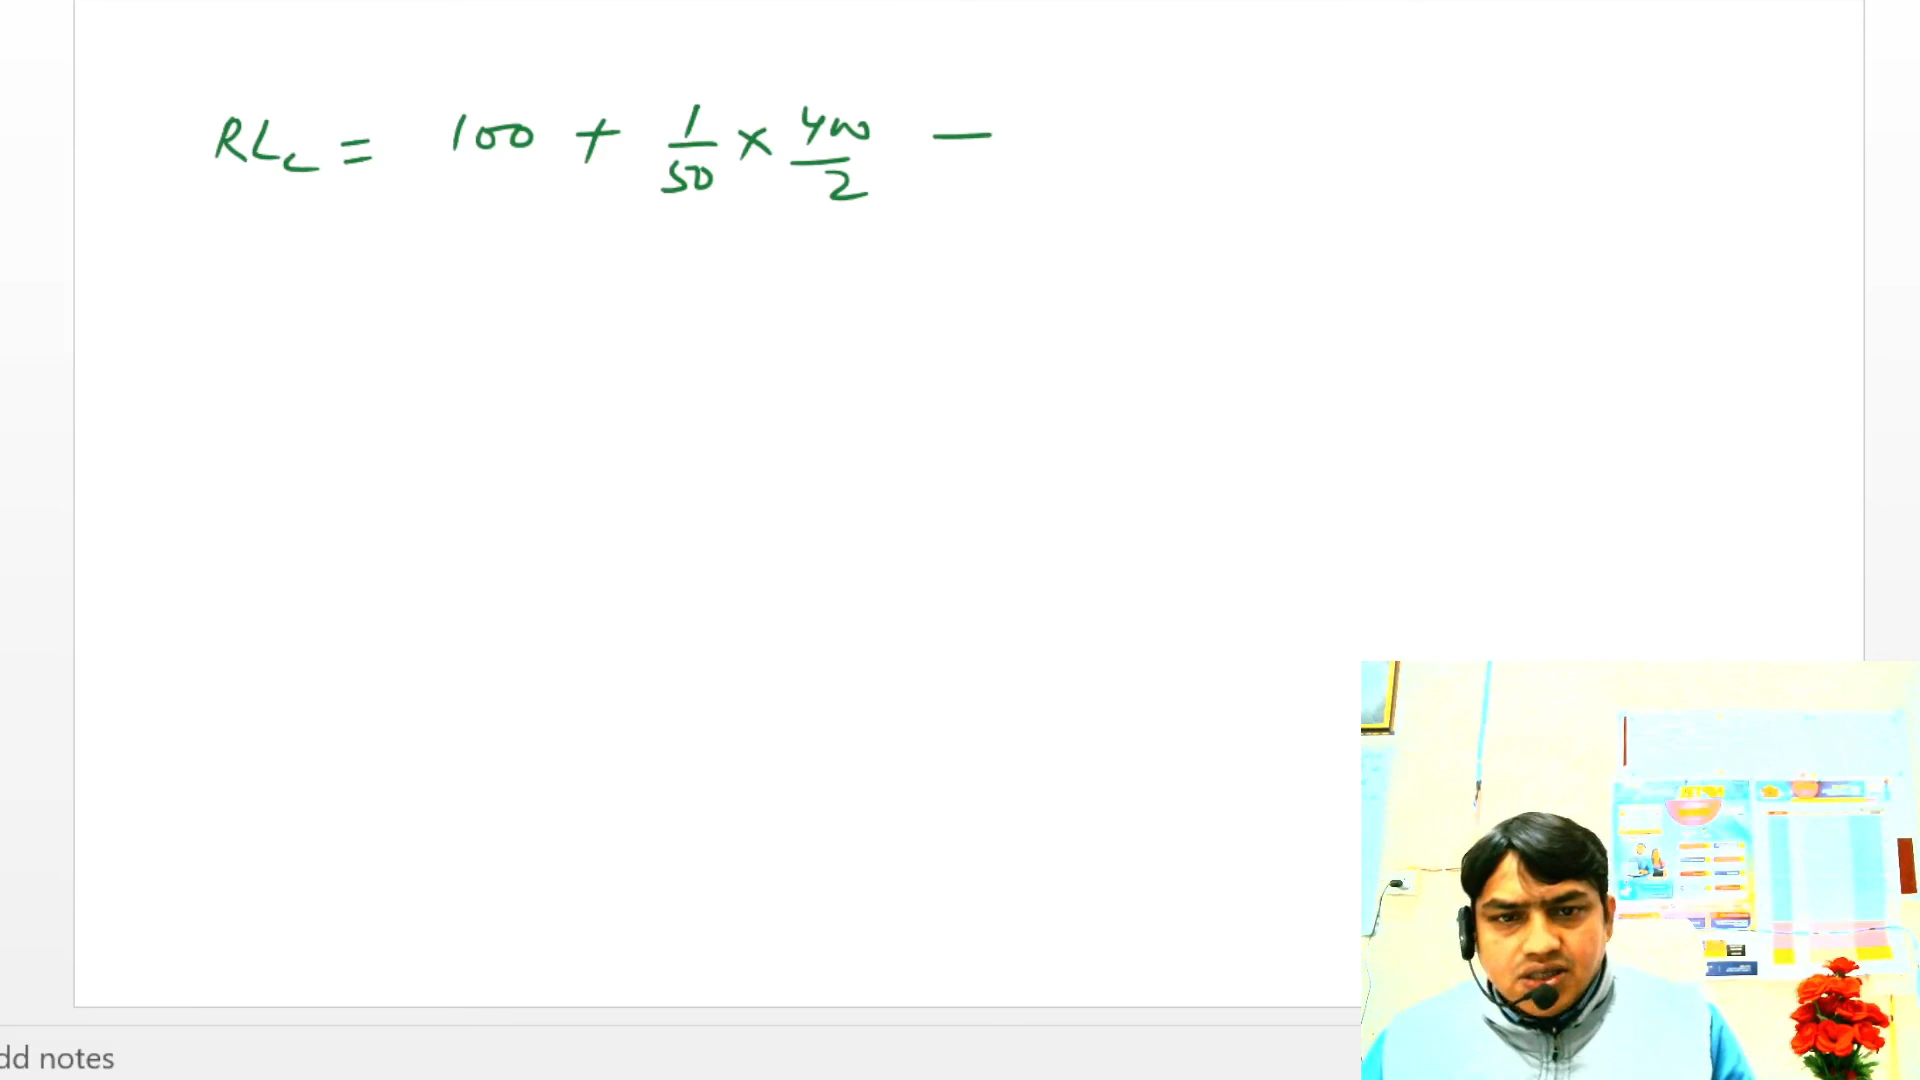 RLc = 100 + 1/50 × 400/2 —
dd notes